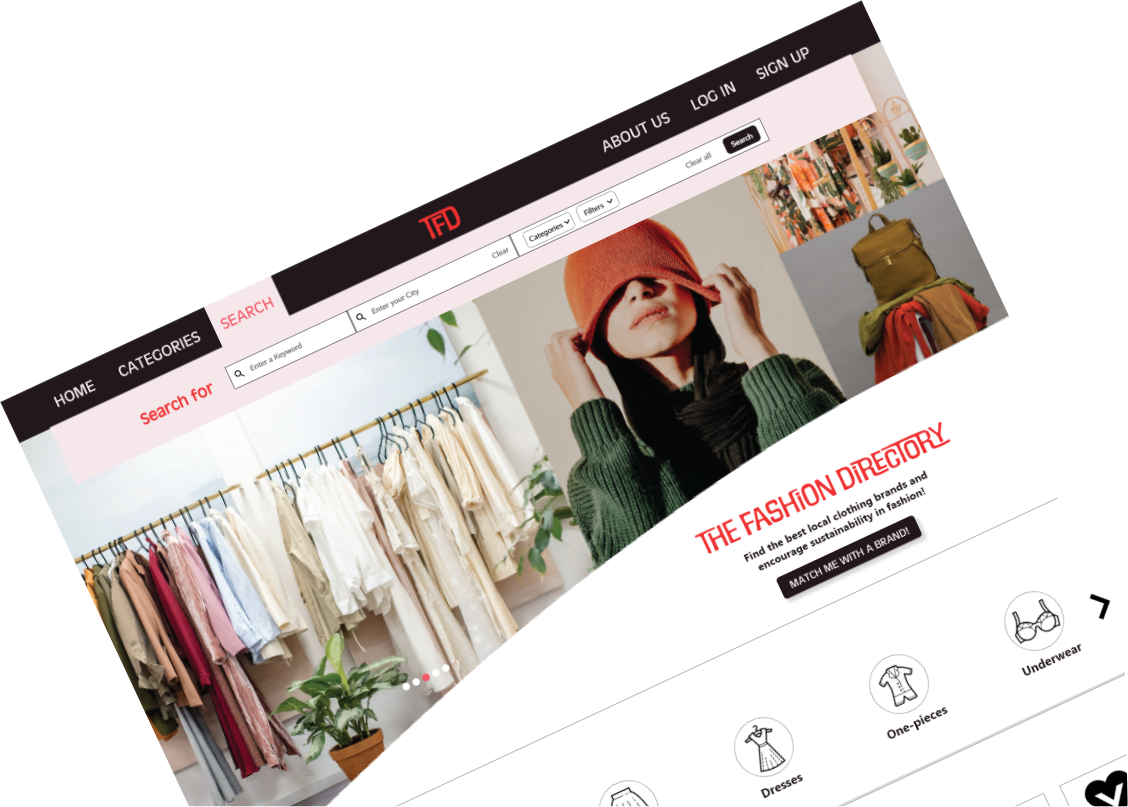 HOME
CATEGORIES
SEARCH
TFD
ABOUT US
LOG IN
SIGN UP
Search for
Enter a Keyword
Enter your City
Clear
Categories
Filters
Clear all
Search
THE FASHiON DiRECTORY
Find the best local clothing brands and
encourage sustainability in fashion!
MATCH ME WITH A BRAND!
Dresses
One-pieces
Underwear